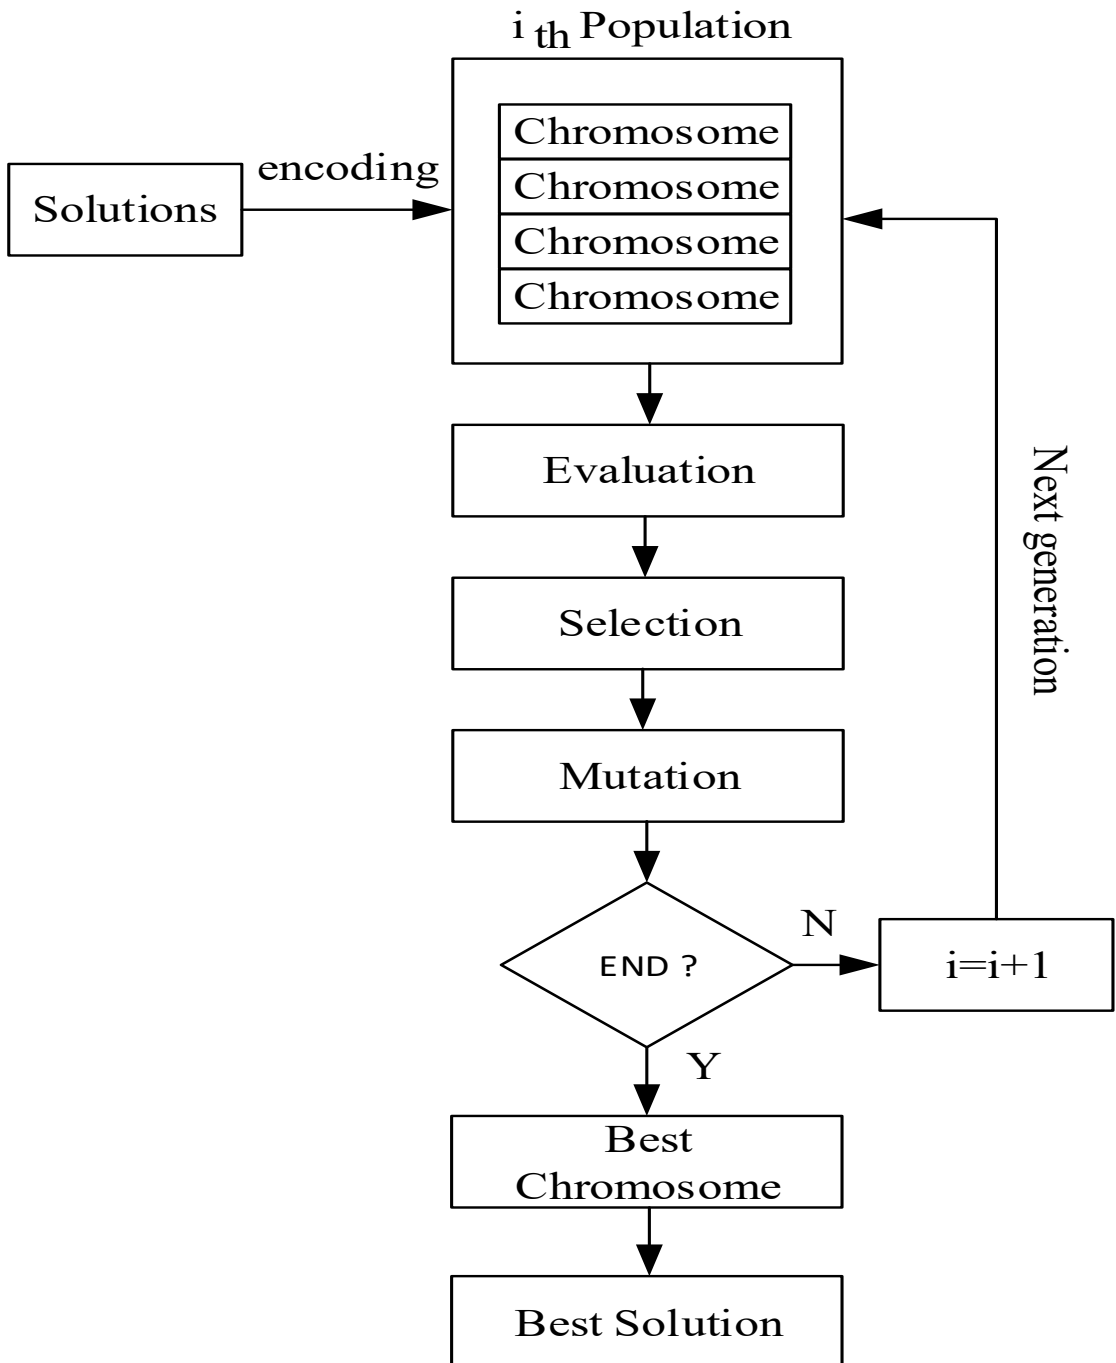 i th Population
Chromosome
encoding
Chromosome
Solutions
Chromosome
Chromosome
Evaluation
Next generation
Selection
Mutation
N
END ?
i=i+1
Y
Best
Chromosome
Best Solution